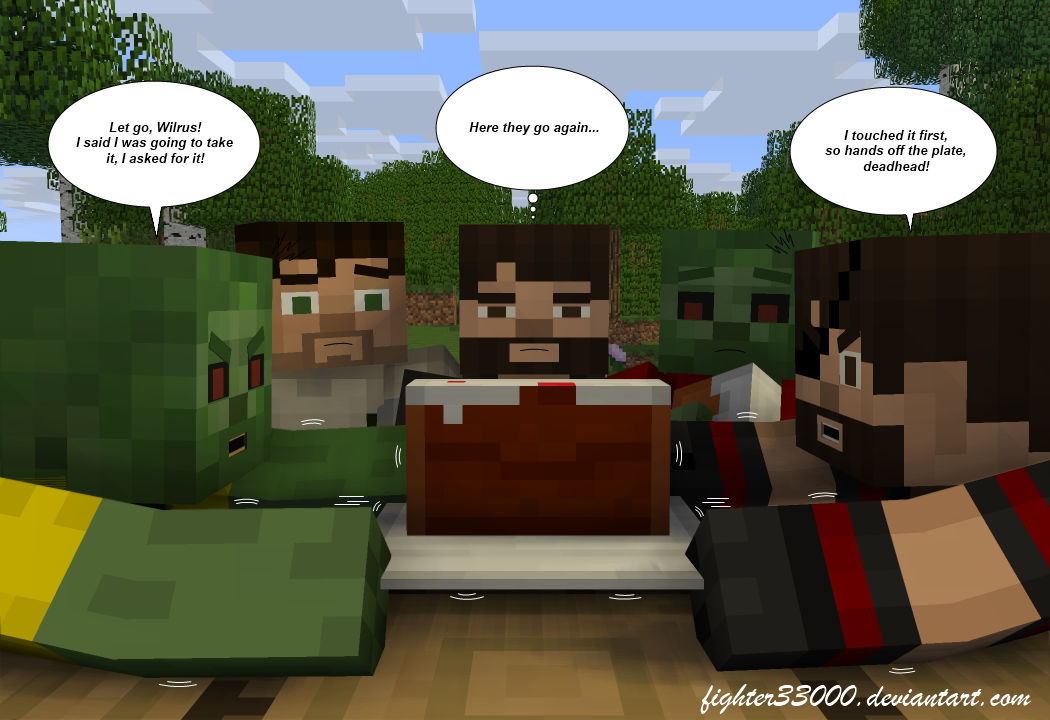 Let go, Wilrus!
I said I was going to take
it, I asked for it!
Here they go again...
I touched it first,
so hands off the plate,
deadhead!
fighter33000.deviantart.com